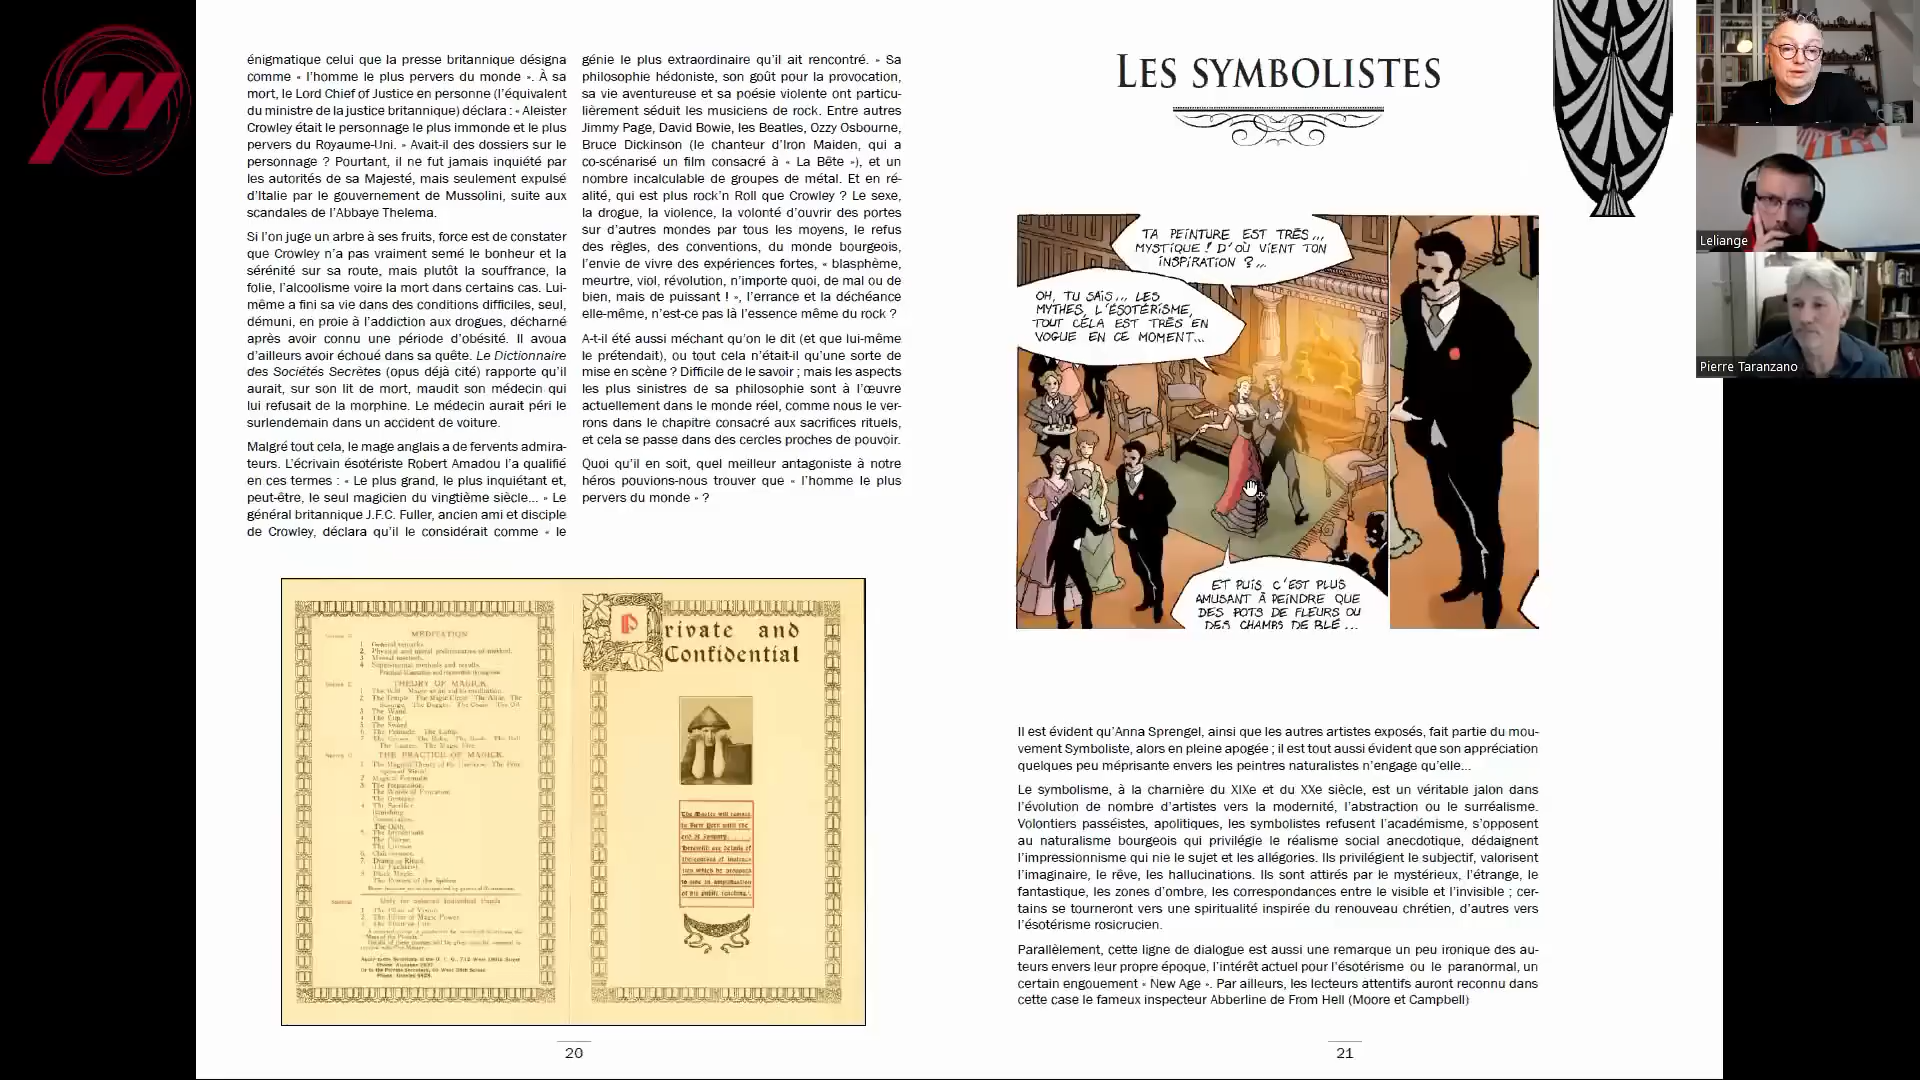 énigmatique celui que la presse britannique désigna
comme « l'homme le plus pervers du monde ». À sa
mort, le Lord Chief of Justice en personne (l'équivalent
du ministre de la justice britannique) déclara : « Aleister
Crowley était le personnage le plus immonde et le plus
pervers du Royaume-Uni. » Avait-il des dossiers sur le
personnage ? Pourtant, il ne fut jamais inquiété par
les autorités de sa Majesté, mais seulement expulsé
d'Italie par le gouvernement de Mussolini, suite aux
scandales de l'Abbaye Thelema.
Si l'on juge un arbre à ses fruits, force est de constater
que Crowley n'a pas vraiment semé le bonheur et la
sérénité sur sa route, mais plutôt la souffrance, la
folie, l'alcoolisme voire la mort dans certains cas. Lui-
même a fini sa vie dans des conditions difficiles, seul,
démuni, en proie à l'addiction aux drogues, décharné
après avoir connu une période d'obésité. Il avoua
d'ailleurs avoir échoué dans sa quête. Le Dictionnaire
des Sociétés Secrètes (opus déjà cité) rapporte qu'il
aurait, sur son lit de mort, maudit son médecin qui
lui refusait de la morphine. Le médecin aurait péri le
surlendemain dans un accident de voiture.
Malgré tout cela, le mage anglais a de fervents admira-
teurs. L'écrivain ésotériste Robert Amadou l'a qualifié
en ces termes : « Le plus grand, le plus inquiétant et,
peut-être, le seul magicien du vingtième siècle... » Le
général britannique J.F.C. Fuller, ancien ami et disciple
de Crowley, déclara qu'il le considérait comme « le
génie le plus extraordinaire qu'il ait rencontré. » Sa
philosophie hédoniste, son goût pour la provocation,
sa vie aventureuse et sa poésie violente ont particu-
lièrement séduit les musiciens de rock. Entre autres
Jimmy Page, David Bowie, les Beatles, Ozzy Osbourne,
Bruce Dickinson (le chanteur d'Iron Maiden, qui a
co-scénarisé un film consacré à « La Bête »), et un
nombre incalculable de groupes de métal. Et en ré-
alité, qui est plus rock'n Roll que Crowley ? Le sexe,
la drogue, la violence, la volonté d'ouvrir des portes
sur d'autres mondes par tous les moyens, le refus
des règles, des conventions, du monde bourgeois,
l'envie de vivre des expériences fortes, « blasphème,
meurtre, viol, révolution, n'importe quoi, de mal ou de
bien, mais de puissant ! », l'errance et la déchéance
elle-même, n'est-ce pas là l'essence même du rock ?
A-t-il été aussi méchant qu'on le dit (et que lui-même
le prétendait), ou tout cela n'était-il qu'une sorte de
mise en scène ? Difficile de le savoir ; mais les aspects
les plus sinistres de sa philosophie sont à l'œuvre
actuellement dans le monde réel, comme nous le ver-
rons dans le chapitre consacré aux sacrifices rituels,
et cela se passe dans des cercles proches de pouvoir.
Quoi qu'il en soit, quel meilleur antagoniste à notre
héros pouvions-nous trouver que « l'homme le plus
pervers du monde » ?
MEDITATION
THEORY OF MAGICK.
THE PRACTICE OF MAGICK.
Private and
Confidential
20
LES SYMBOLISTES
TA PEINTURE EST TRÈS...
MYSTIQUE ! D'OÙ VIENT TON
INSPIRATION ?...
OH, TU SAIS... LES
MYTHES, L'ÉSOTÉRISME,
TOUT CELA EST TRÈS EN
VOGUE EN CE MOMENT...
ET PUIS C'EST PLUS
AMUSANT À PEINDRE QUE
DES POTS DE FLEURS OU
DES CHAMPS DE BLÉ...
Il est évident qu'Anna Sprengel, ainsi que les autres artistes exposés, fait partie du mou-
vement Symboliste, alors en pleine apogée ; il est tout aussi évident que son appréciation
quelques peu méprisante envers les peintres naturalistes n'engage qu'elle...
Le symbolisme, à la charnière du XIXe et du XXe siècle, est un véritable jalon dans
l'évolution de nombre d'artistes vers la modernité, l'abstraction ou le surréalisme.
Volontiers passéistes, apolitiques, les symbolistes refusent l'académisme, s'opposent
au naturalisme bourgeois qui privilégie le réalisme social anecdotique, dédaignent
l'impressionnisme qui nie le sujet et les allégories. Ils privilégient le subjectif, valorisent
l'imaginaire, le rêve, les hallucinations. Ils sont attirés par le mystérieux, l'étrange, le
fantastique, les zones d'ombre, les correspondances entre le visible et l'invisible ; cer-
tains se tourneront vers une spiritualité inspirée du renouveau chrétien, d'autres vers
l'ésotérisme rosicrucien.
Parallèlement, cette ligne de dialogue est aussi une remarque un peu ironique des au-
teurs envers leur propre époque, l'intérêt actuel pour l'ésotérisme ou le paranormal, un
certain engouement « New Age ». Par ailleurs, les lecteurs attentifs auront reconnu dans
cette case le fameux inspecteur Abberline de From Hell (Moore et Campbell)
21
Leliange
Pierre Taranzano